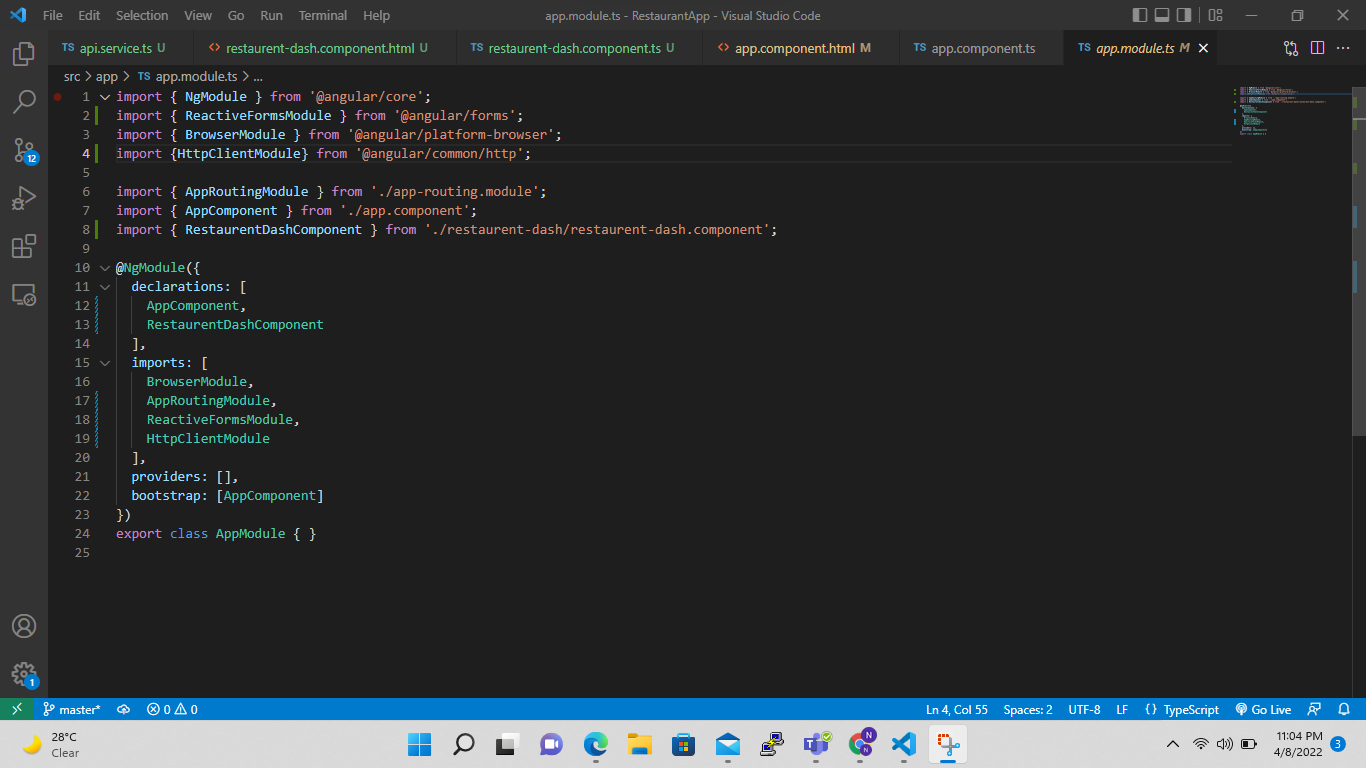 File Edit Selection View Go Run Terminal Help app.module.ts - RestaurantApp - Visual Studio Code
TS api.service.ts U <> restaurent-dash.component.html U TS restaurent-dash.component.ts U <> app.component.html M TS app.component.ts TS app.module.ts M
src > app > TS app.module.ts > ...
1 import { NgModule } from '@angular/core';
2 import { ReactiveFormsModule } from '@angular/forms';
3 import { BrowserModule } from '@angular/platform-browser';
4 import {HttpClientModule} from '@angular/common/http';
5
6 import { AppRoutingModule } from './app-routing.module';
7 import { AppComponent } from './app.component';
8 import { RestaurentDashComponent } from './restaurent-dash/restaurent-dash.component';
9
10 @NgModule({
11 declarations: [
12 AppComponent,
13 RestaurentDashComponent
14 ],
15 imports: [
16 BrowserModule,
17 AppRoutingModule,
18 ReactiveFormsModule,
19 HttpClientModule
20 ],
21 providers: [],
22 bootstrap: [AppComponent]
23 })
24 export class AppModule { }
25
12
1
master* 0 0 Ln 4, Col 55 Spaces: 2 UTF-8 LF {} TypeScript Go Live
28°C
Clear
N
N
11:04 PM
4/8/2022
3